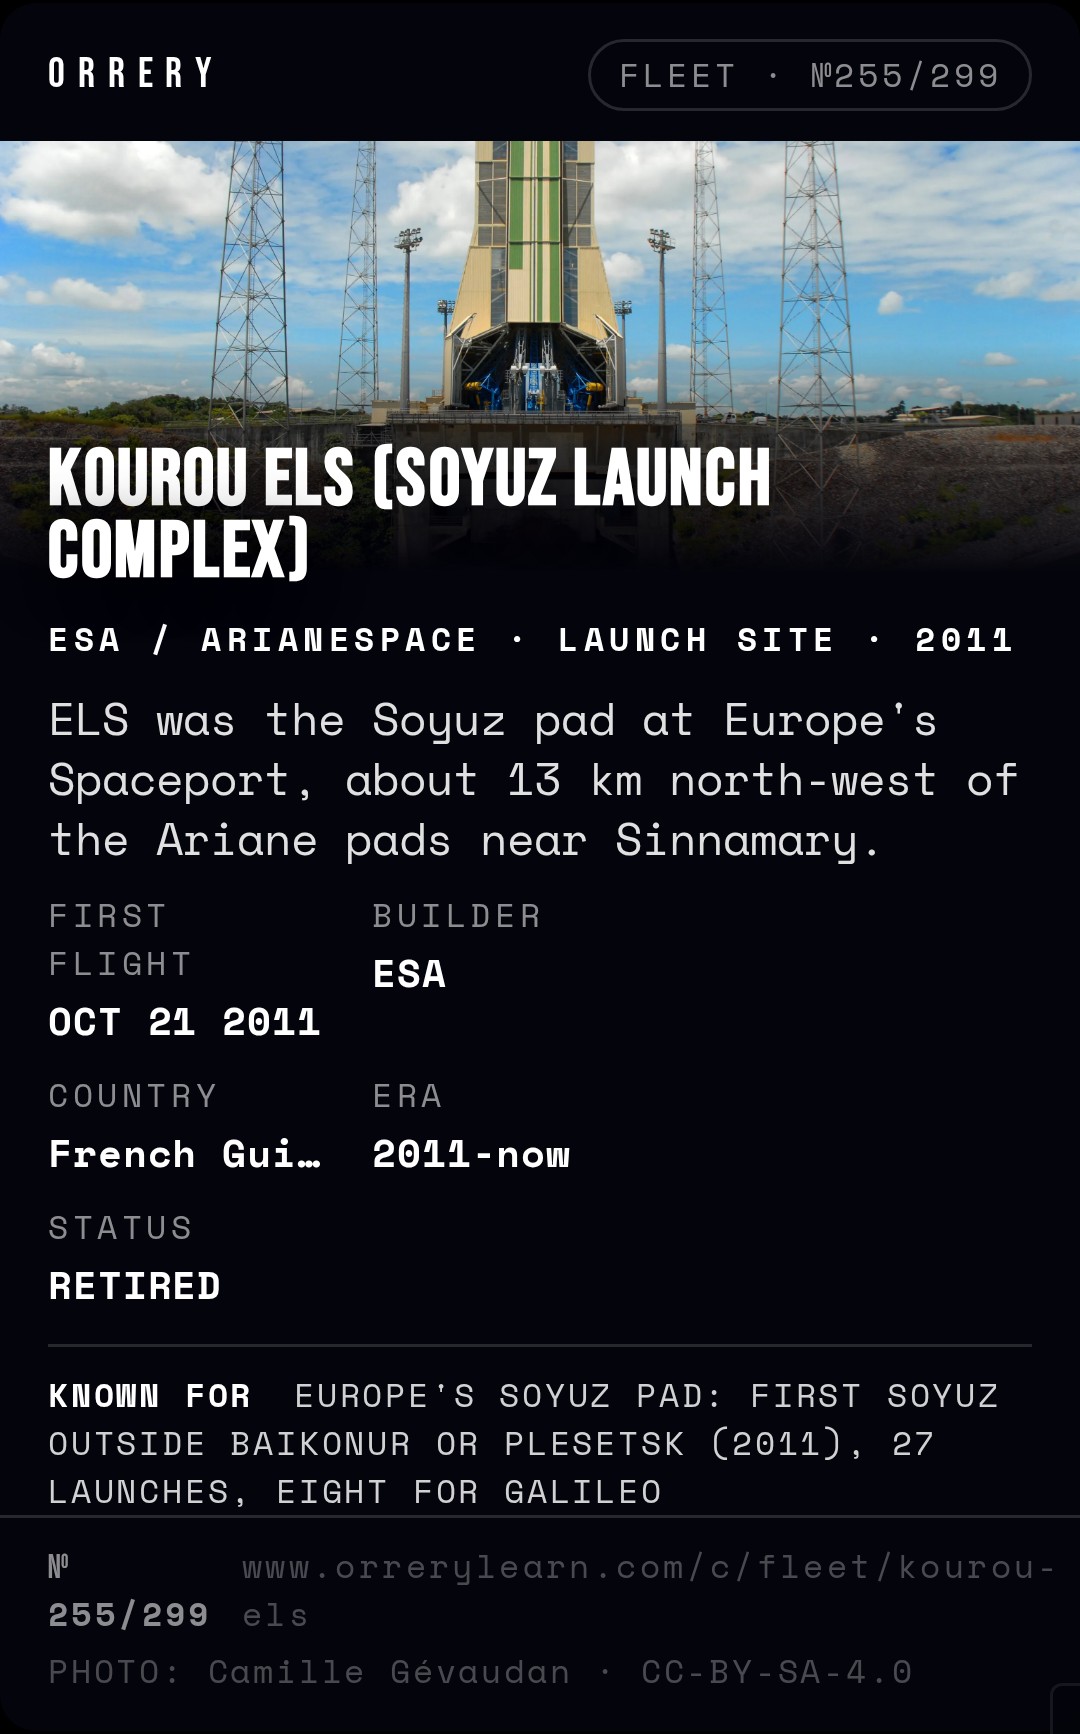 ORRERY
FLEET · №255/299
KOUROU ELS (SOYUZ LAUNCH
COMPLEX)
ESA / ARIANESPACE · LAUNCH SITE · 2011
ELS was the Soyuz pad at Europe's
Spaceport, about 13 km north-west of
the Ariane pads near Sinnamary.
FIRST
FLIGHT
OCT 21 2011
BUILDER
ESA
COUNTRY
French Gui…
ERA
2011-now
STATUS
RETIRED
KNOWN FOR EUROPE'S SOYUZ PAD: FIRST SOYUZ
OUTSIDE BAIKONUR OR PLESETSK (2011), 27
LAUNCHES, EIGHT FOR GALILEO
№
255/299
www.orrerylearn.com/c/fleet/kourou-
els
PHOTO: Camille Gévaudan · CC-BY-SA-4.0